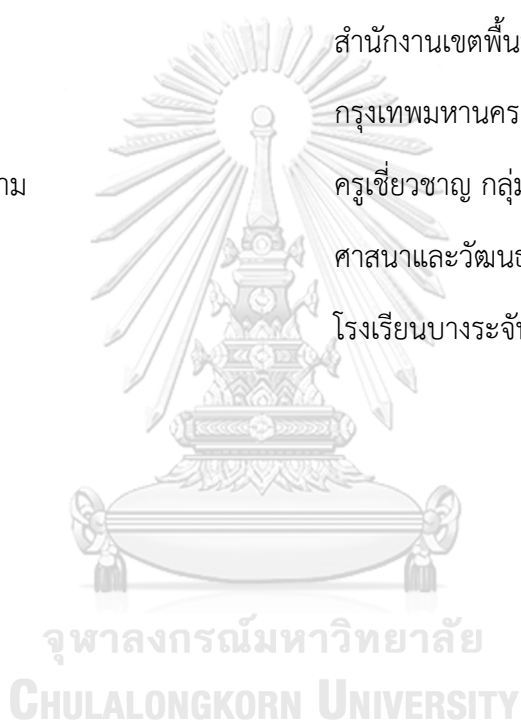 สำนักงานเขตพื้น
กรุงเทพมหานคร
าม ครูเชี่ยวชาญ กลุ่ม
ศาสนาและวัฒน
โรงเรียนบางระจัน
จุฬาลงกรณ์มหาวิทยาลัย
CHULALONGKORN UNIVERSITY